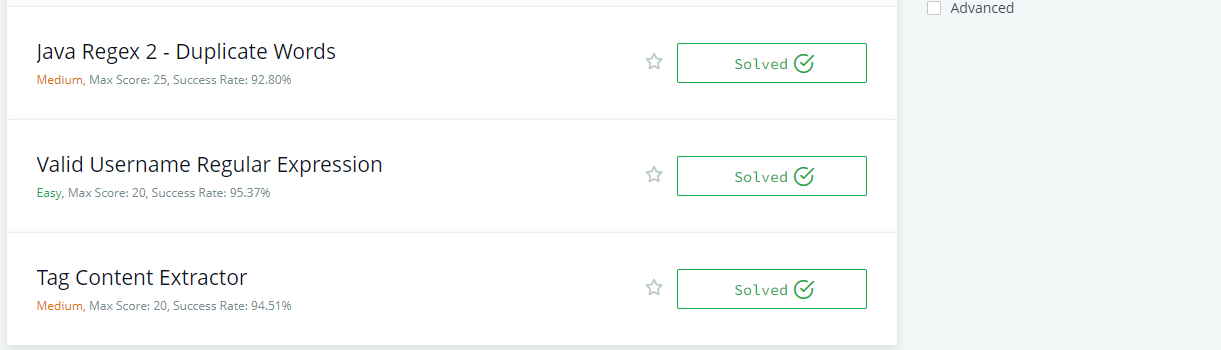 Advanced
Java Regex 2 - Duplicate Words
Medium, Max Score: 25, Success Rate: 92.80%
Solved
Valid Username Regular Expression
Easy, Max Score: 20, Success Rate: 95.37%
Solved
Tag Content Extractor
Medium, Max Score: 20, Success Rate: 94.51%
Solved